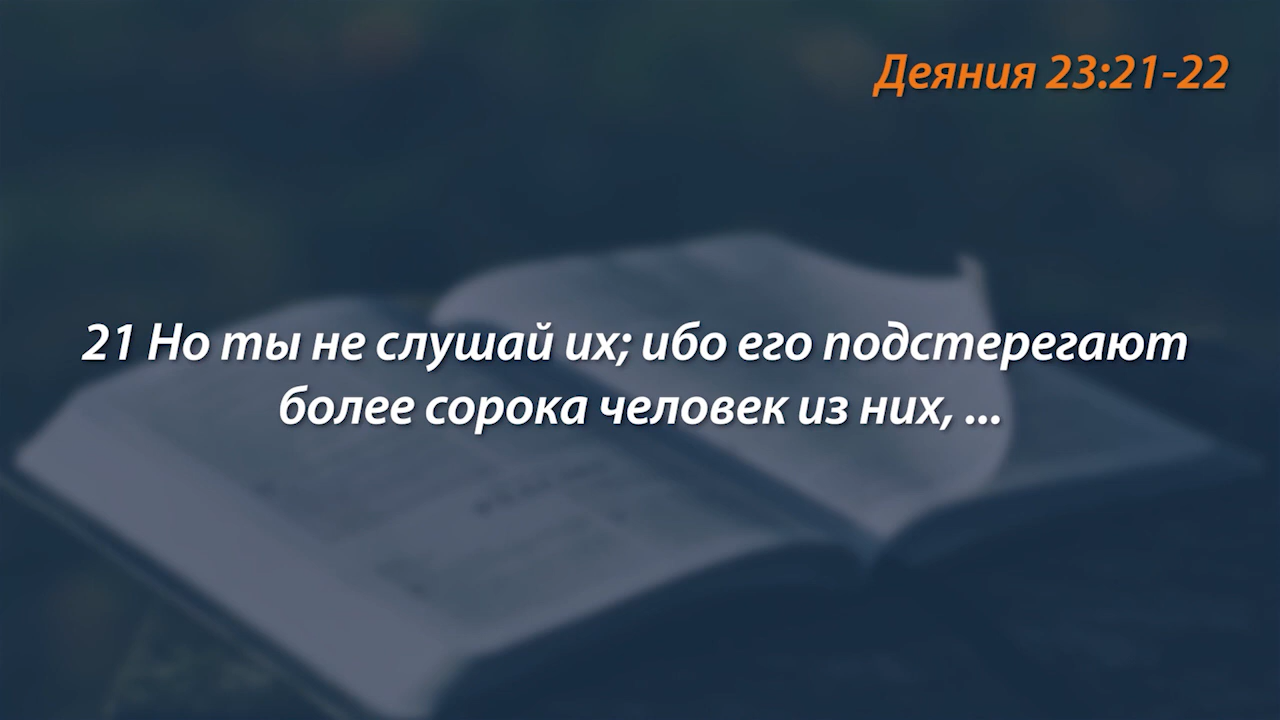 Деяния 23:21-22
21 Но ты не слушай их; ибо его подстерегают
более сорока человек из них, ...